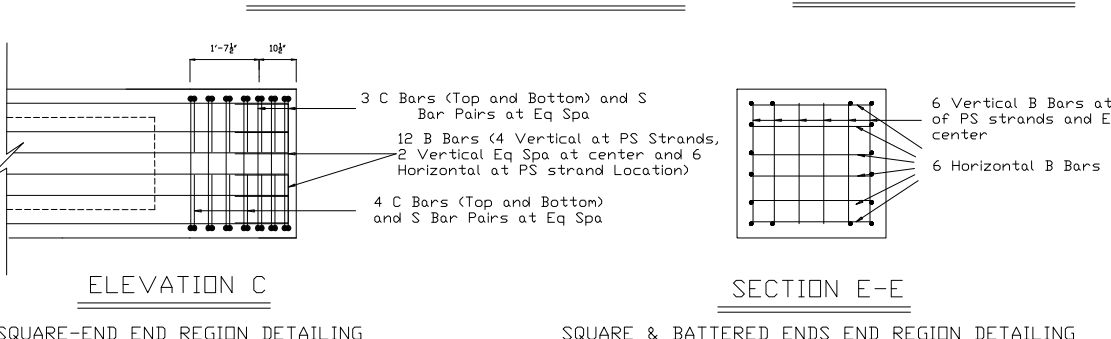 1'-7½" 10½"
3 C Bars (Top and Bottom) and S
Bar Pairs at Eq Spa
12 B Bars (4 Vertical at PS Strands,
2 Vertical Eq Spa at center and 6
Horizontal at PS strand Location)
4 C Bars (Top and Bottom)
and S Bar Pairs at Eq Spa
ELEVATION C
SQUARE-END END REGION DETAILING
6 Vertical B Bars at
of PS strands and E
center
6 Horizontal B Bars
SECTION E-E
SQUARE & BATTERED ENDS END REGION DETAILING